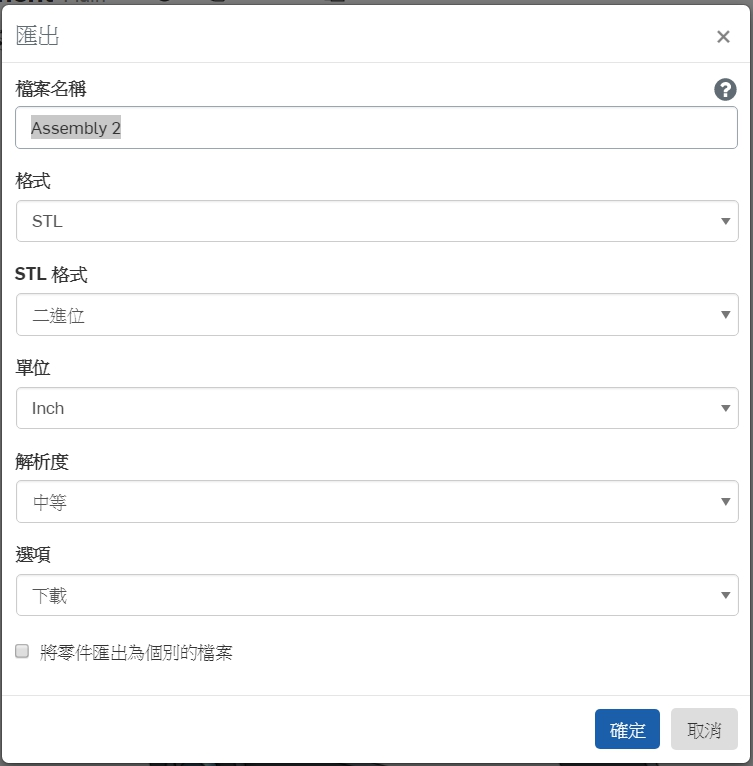 匯出
×
檔案名稱
?
Assembly 2
格式
STL
STL 格式
二進位
單位
Inch
解析度
中等
選項
下載
將零件匯出為個別的檔案
確定 取消